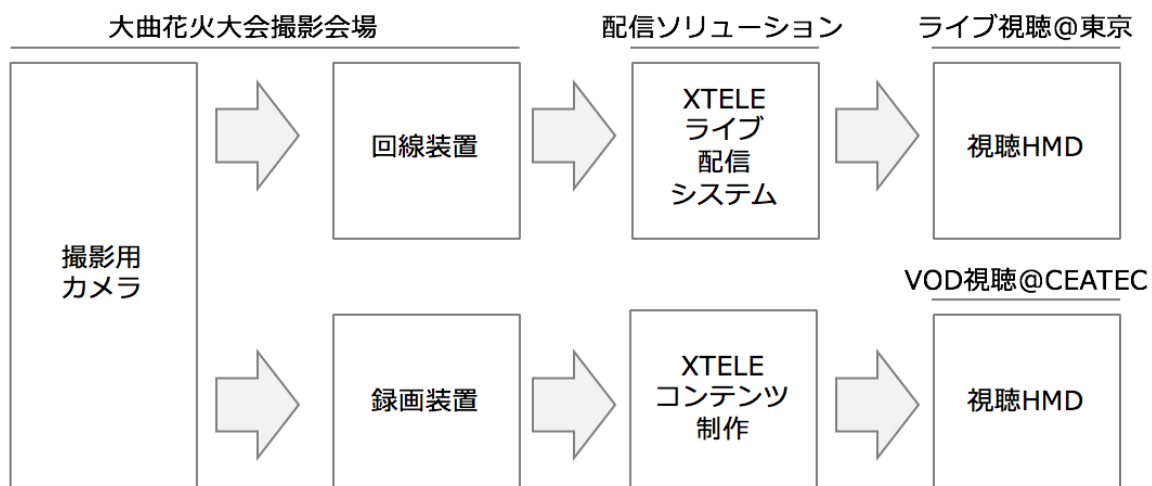 大曲花火大会撮影会場
配信ソリューション
ライブ視聴@東京
撮影用
カメラ
回線装置
XTELE
ライブ
配信
システム
視聴HMD
VOD視聴@CEATEC
録画装置
XTELE
コンテンツ
制作
視聴HMD